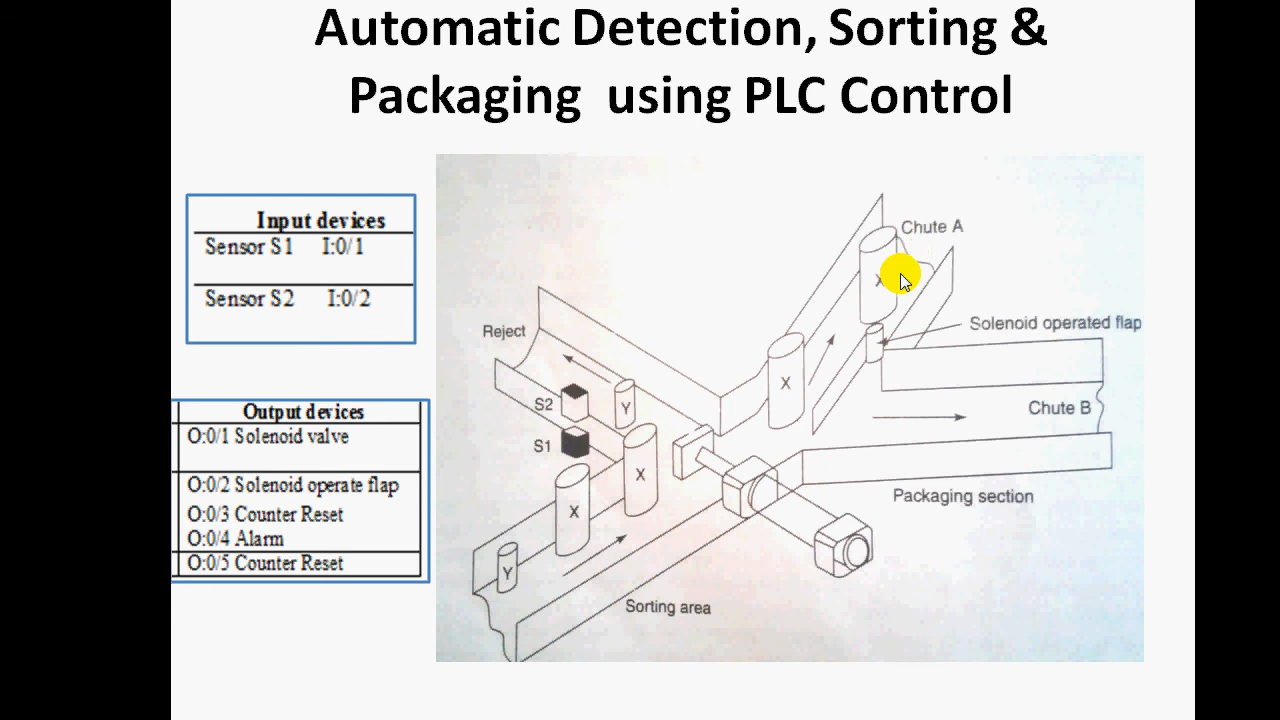 Automatic Detection, Sorting &
Packaging using PLC Control
Input devices
Sensor S1 I:0/1
Sensor S2 I:0/2
Output devices
O:0/1 Solenoid valve
O:0/2 Solenoid operate flap
O:0/3 Counter Reset
O:0/4 Alarm
O:0/5 Counter Reset
Chute A
X
Solenoid operated flap
Reject
X
S2
Y
Chute B
S1
X
Packaging section
X
Y
Sorting area